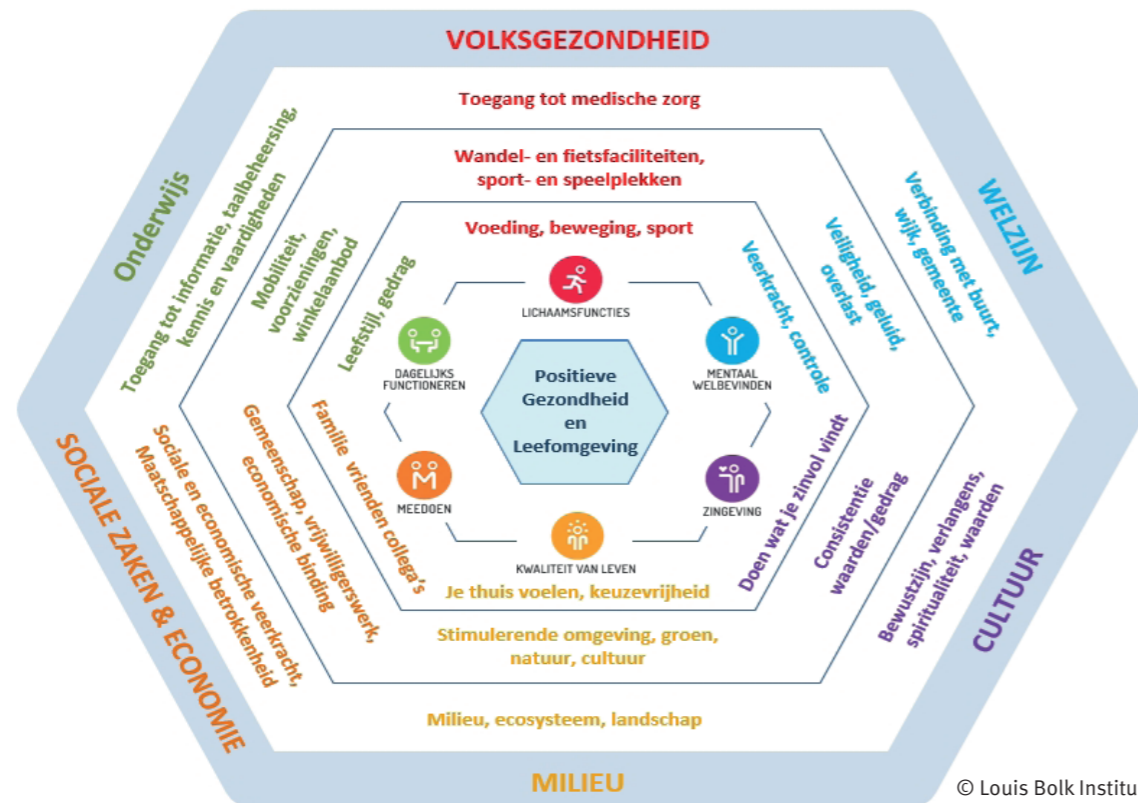 VOLKSGEZONDHEID
Toegang tot medische zorg
Wandel- en fietsfaciliteiten,
sport- en speelplekken
Voeding, beweging, sport
LICHAAMSFUNCTIES
Onderwijs
Toegang tot informatie, taalbeheersing,
kennis en vaardigheden
Mobiliteit,
voorzieningen,
winkelaanbod
Leefstijl, gedrag
DAGELIJKS
FUNCTIONEREN
WELZIJN
Verbinding met buurt,
wijk, gemeente
Veiligheid, geluid,
overlast
Veerkracht, controle
MENTAAL
WELBEVINDEN
Positieve
Gezondheid
en
Leefomgeving
SOCIALE ZAKEN & ECONOMIE
Sociale en economische veerkracht,
Maatschappelijke betrokkenheid
Gemeenschap, vrijwilligerswerk,
economische binding
Familie vrienden collega's
MEEDOEN
CULTUUR
Bewustzijn, verlangens,
spiritualiteit, waarden
Consistentie
waarden/gedrag
Doen wat je zinvol vindt
ZINGEVING
KWALITEIT VAN LEVEN
Je thuis voelen, keuzevrijheid
Stimulerende omgeving, groen,
natuur, cultuur
Milieu, ecosysteem, landschap
MILIEU
© Louis Bolk Institu